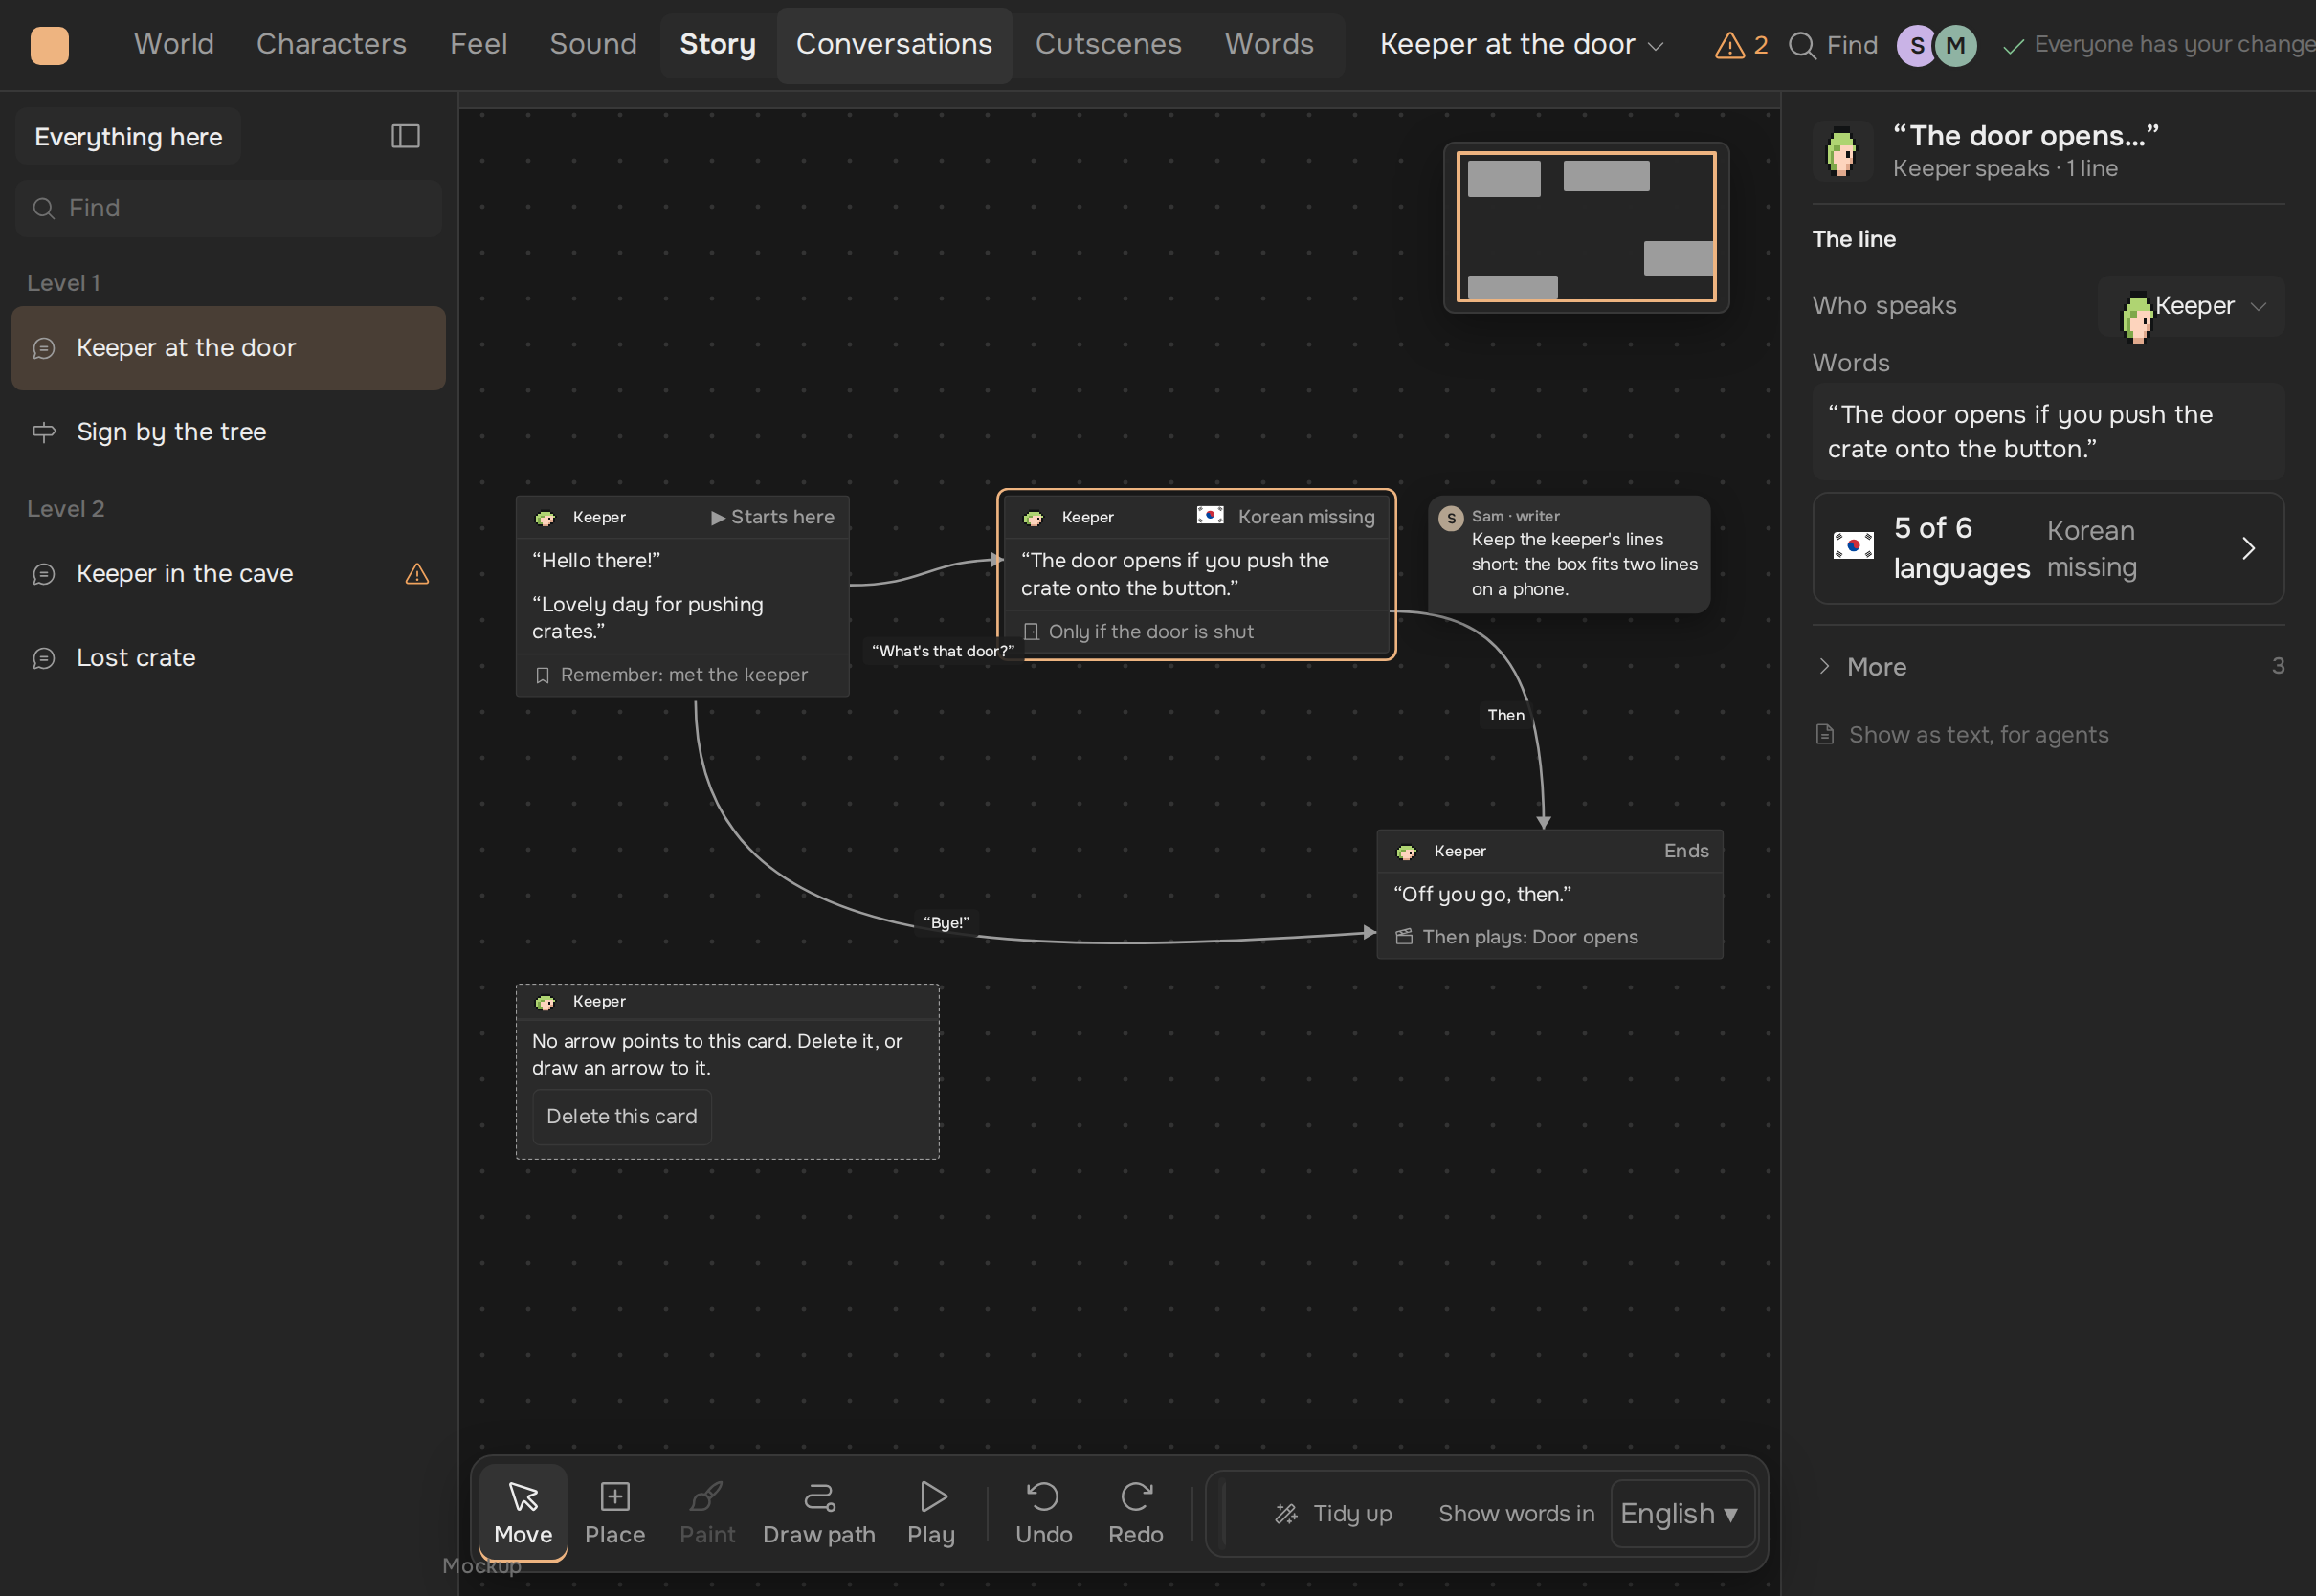 World Characters Feel Sound Story Conversations Cutscenes Words Keeper at the door 2 Find S M Everyone has your change
Everything here
Find
Level 1
Keeper at the door
Sign by the tree
Level 2
Keeper in the cave
Lost crate
Keeper ▶ Starts here
“Hello there!”
“Lovely day for pushing
crates.”
Remember: met the keeper
“What's that door?”
Keeper Korean missing
“The door opens if you push the
crate onto the button.”
Only if the door is shut
S Sam · writer
Keep the keeper's lines
short: the box fits two lines
on a phone.
Then
“Bye!”
Keeper Ends
“Off you go, then.”
Then plays: Door opens
Keeper
No arrow points to this card. Delete it, or
draw an arrow to it.
Delete this card
Move Place Paint Draw path Play Undo Redo Tidy up Show words in English ▾
Mockup
“The door opens…”
Keeper speaks · 1 line
The line
Who speaks Keeper
Words
“The door opens if you push the
crate onto the button.”
5 of 6
languages
Korean
missing
More 3
Show as text, for agents